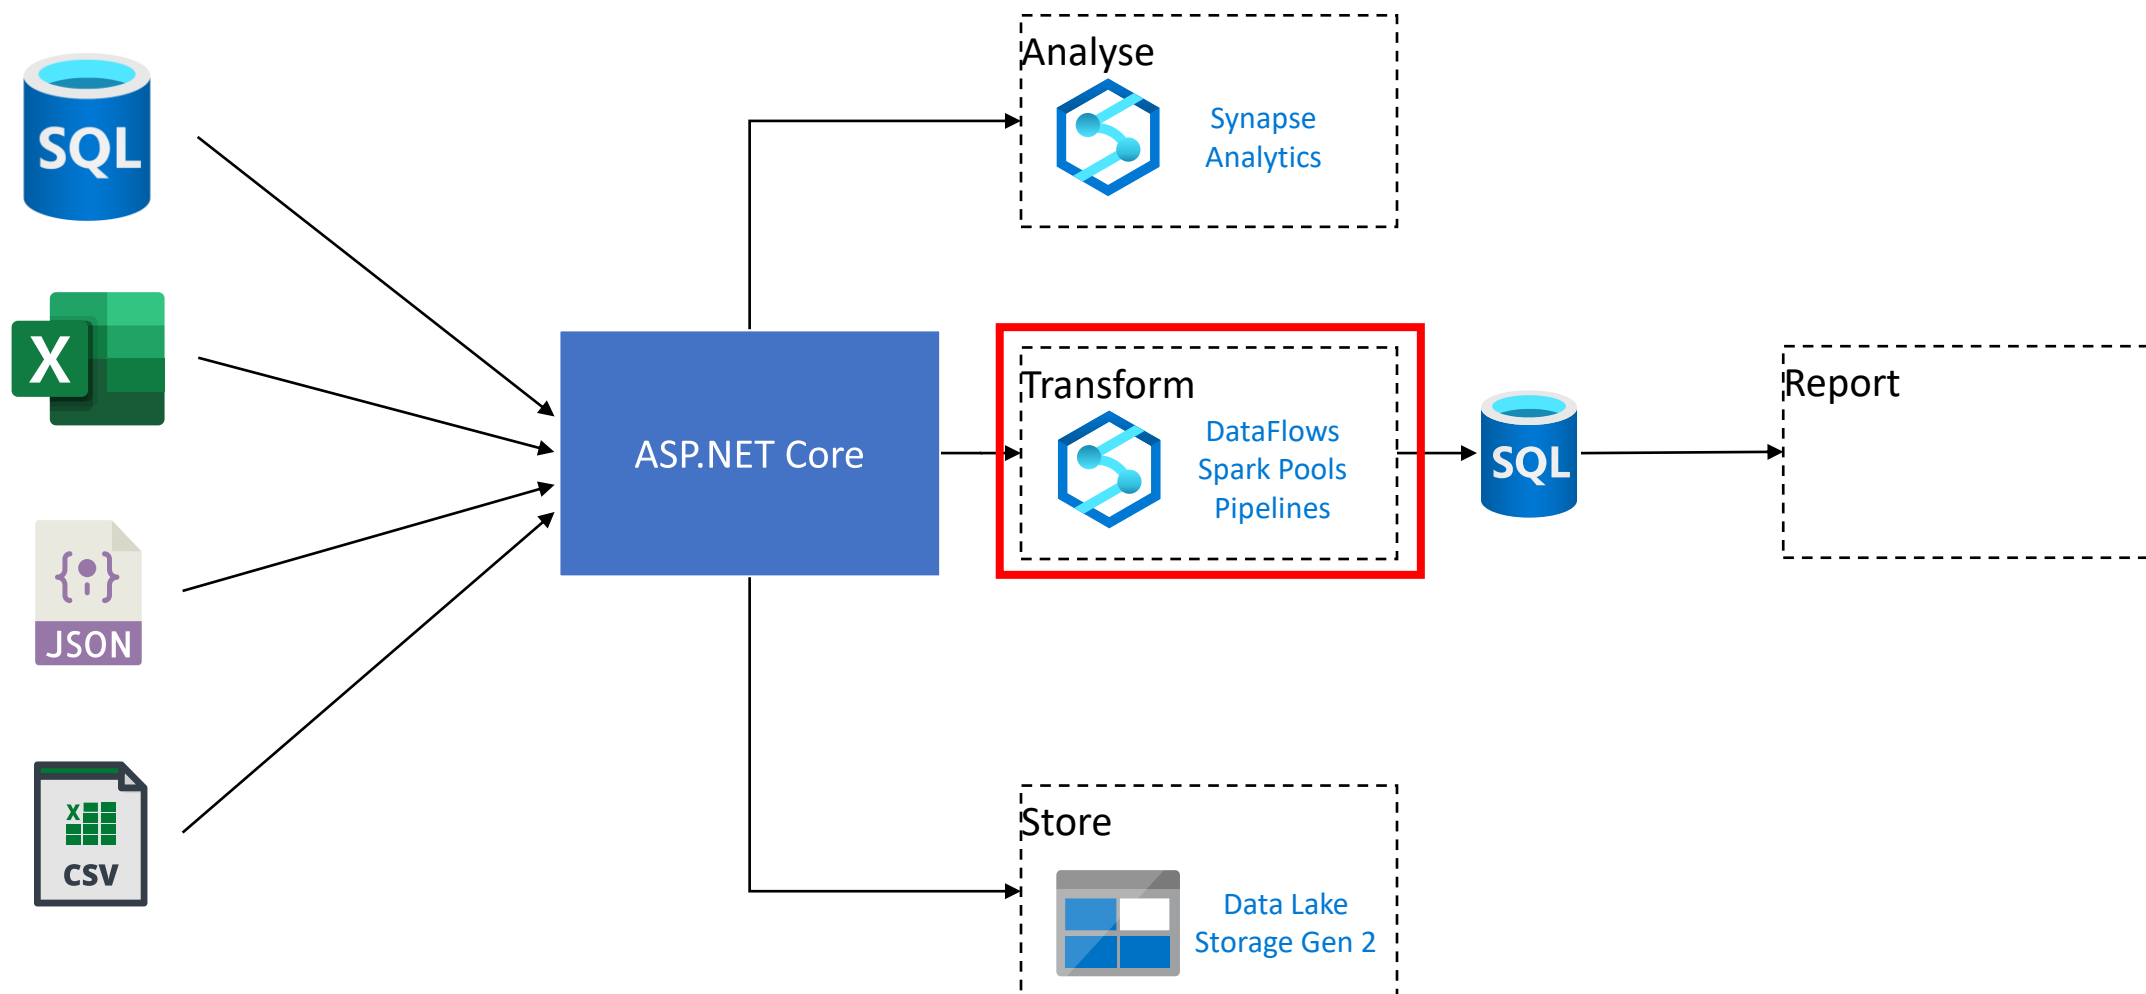 SQL
X
JSON
X
CSV
ASP.NET Core
Analyse
Synapse
Analytics
Transform
DataFlows
Spark Pools
Pipelines
SQL
Report
Store
Data Lake
Storage Gen 2